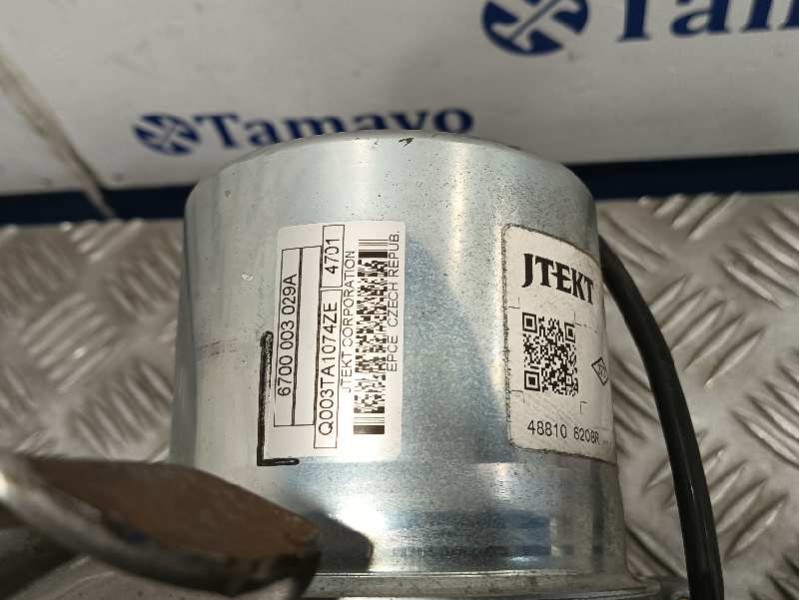 Tamayo
Tamayo
6700 003 029A
Q003TA1074ZE 4701
JTEKT CORPORATION
EPCE CZECH REPUB.
JTEKT
48810 6208R